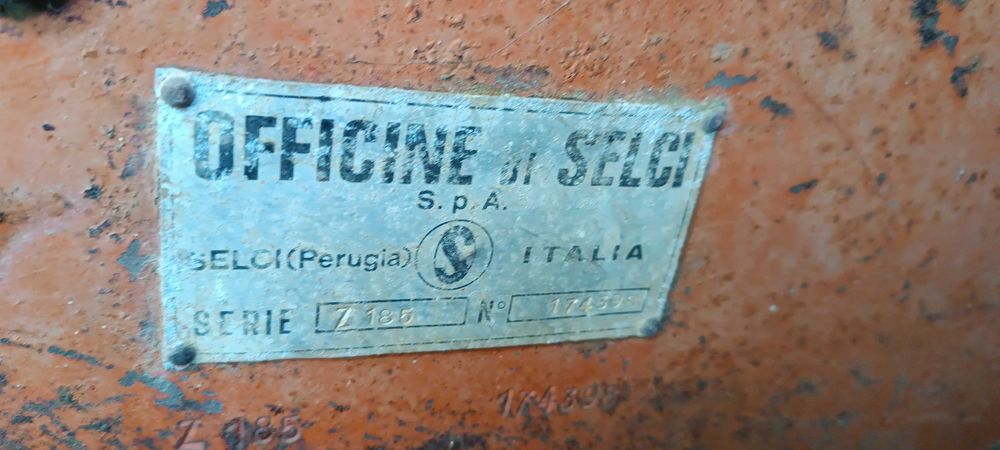 OFFICINE di SELCI
S.p.A.
SELCI (Perugia) S ITALIA
SERIE Z 185 N°
Z 185